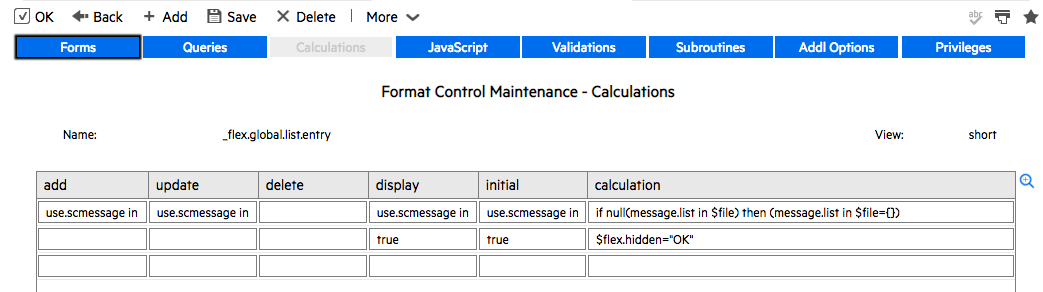 OK Back Add Save Delete More abc
Forms Queries Calculations JavaScript Validations Subroutines Addl Options Privileges
Format Control Maintenance - Calculations
Name: _flex.global.list.entry View: short
add update delete display initial calculation
use.scmessage in use.scmessage in use.scmessage in use.scmessage in if null(message.list in $file) then (message.list in $file={})
true true $flex.hidden="OK"